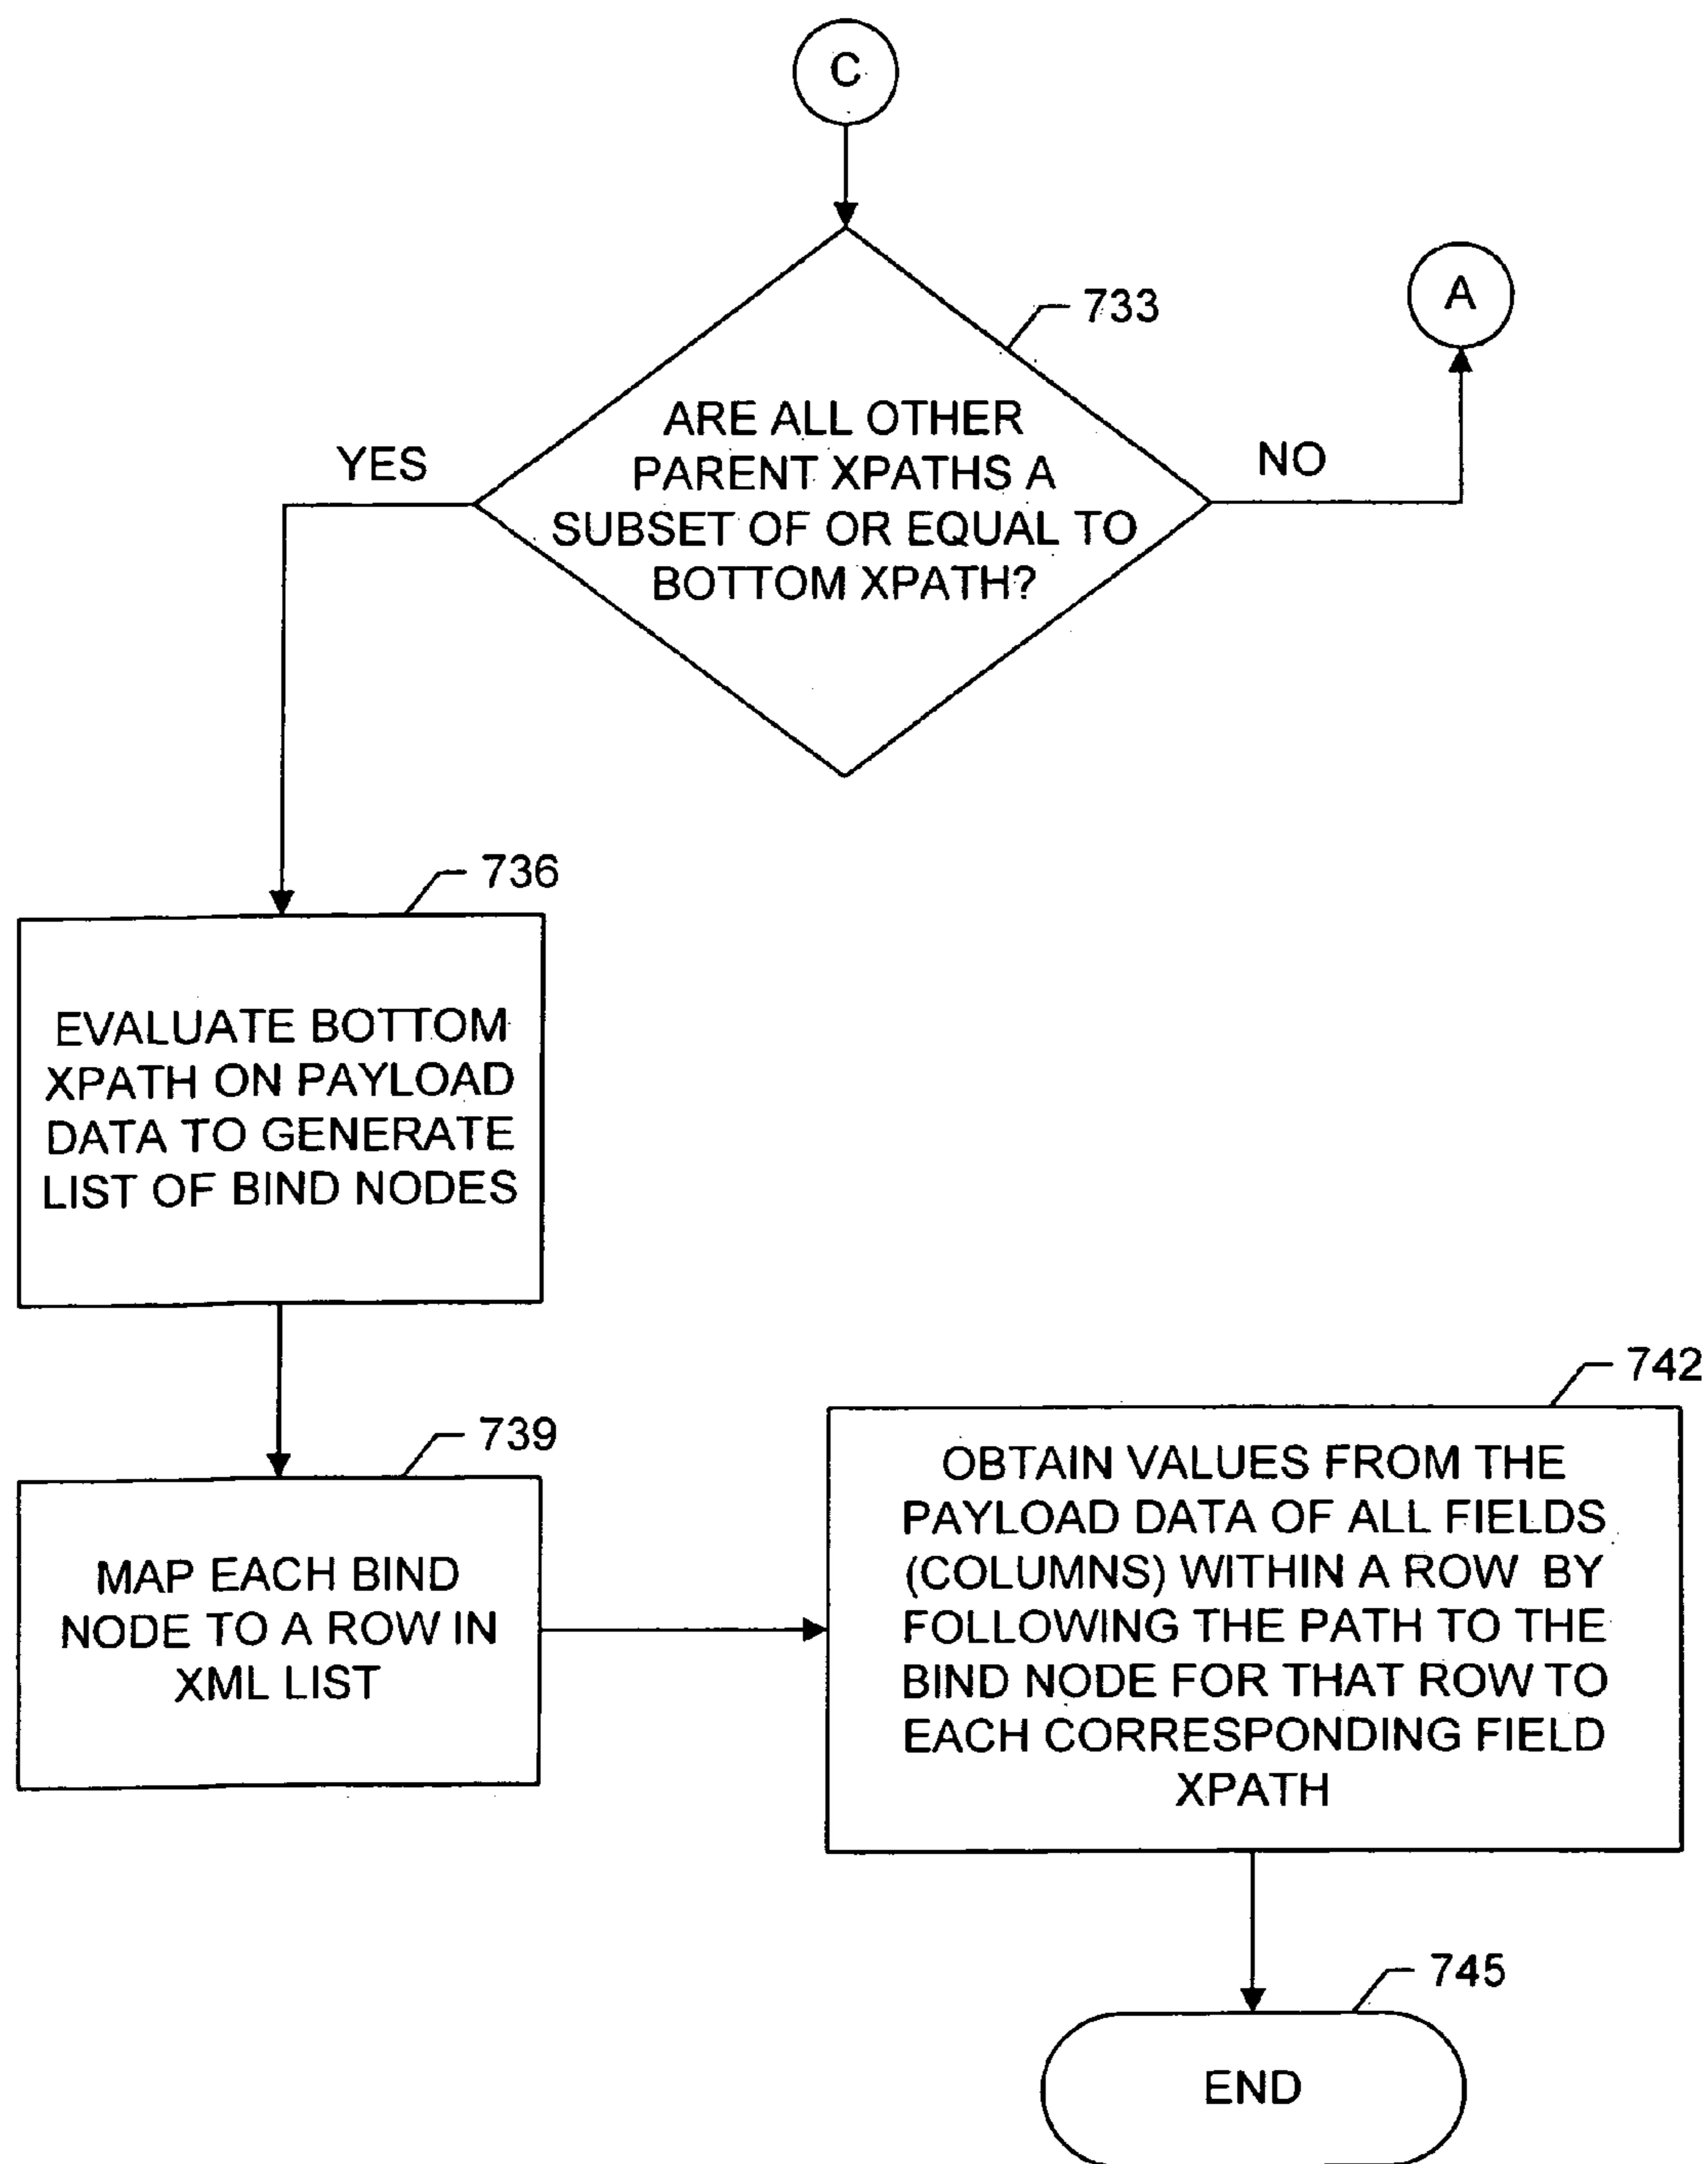 C
733
A
ARE ALL OTHER
PARENT XPATHS A
SUBSET OF OR EQUAL TO
BOTTOM XPATH?
YES
NO
736
EVALUATE BOTTOM
XPATH ON PAYLOAD
DATA TO GENERATE
LIST OF BIND NODES
739
MAP EACH BIND
NODE TO A ROW IN
XML LIST
742
OBTAIN VALUES FROM THE
PAYLOAD DATA OF ALL FIELDS
(COLUMNS) WITHIN A ROW BY
FOLLOWING THE PATH TO THE
BIND NODE FOR THAT ROW TO
EACH CORRESPONDING FIELD
XPATH
745
END